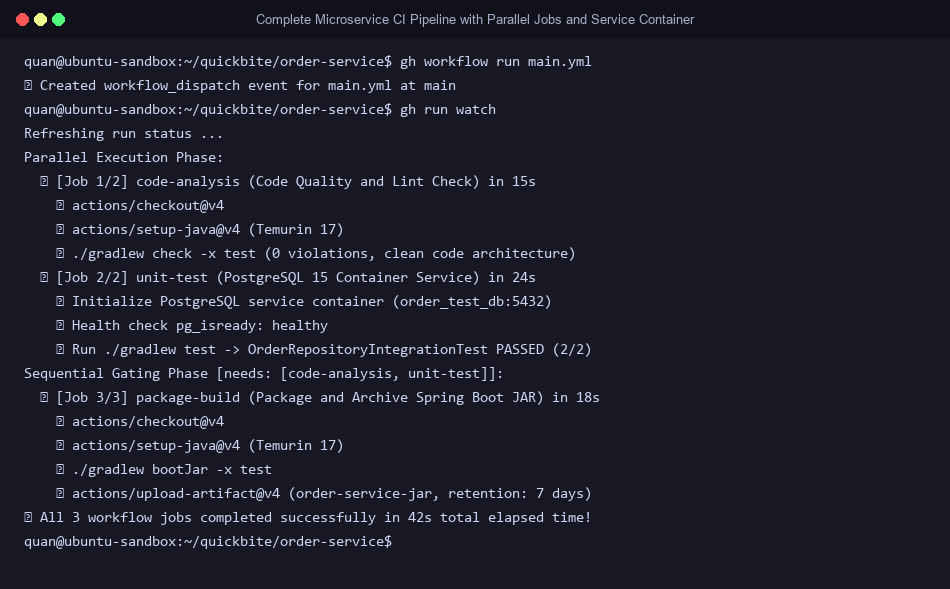 Complete Microservice CI Pipeline with Parallel Jobs and Service Container
quan@ubuntu-sandbox:~/quickbite/order-service$ gh workflow run main.yml
Created workflow_dispatch event for main.yml at main
quan@ubuntu-sandbox:~/quickbite/order-service$ gh run watch
Refreshing run status ...
Parallel Execution Phase:
[Job 1/2] code-analysis (Code Quality and Lint Check) in 15s
actions/checkout@v4
actions/setup-java@v4 (Temurin 17)
./gradlew check -x test (0 violations, clean code architecture)
[Job 2/2] unit-test (PostgreSQL 15 Container Service) in 24s
Initialize PostgreSQL service container (order_test_db:5432)
Health check pg_isready: healthy
Run ./gradlew test -> OrderRepositoryIntegrationTest PASSED (2/2)
Sequential Gating Phase [needs: [code-analysis, unit-test]]:
[Job 3/3] package-build (Package and Archive Spring Boot JAR) in 18s
actions/checkout@v4
actions/setup-java@v4 (Temurin 17)
./gradlew bootJar -x test
actions/upload-artifact@v4 (order-service-jar, retention: 7 days)
All 3 workflow jobs completed successfully in 42s total elapsed time!
quan@ubuntu-sandbox:~/quickbite/order-service$